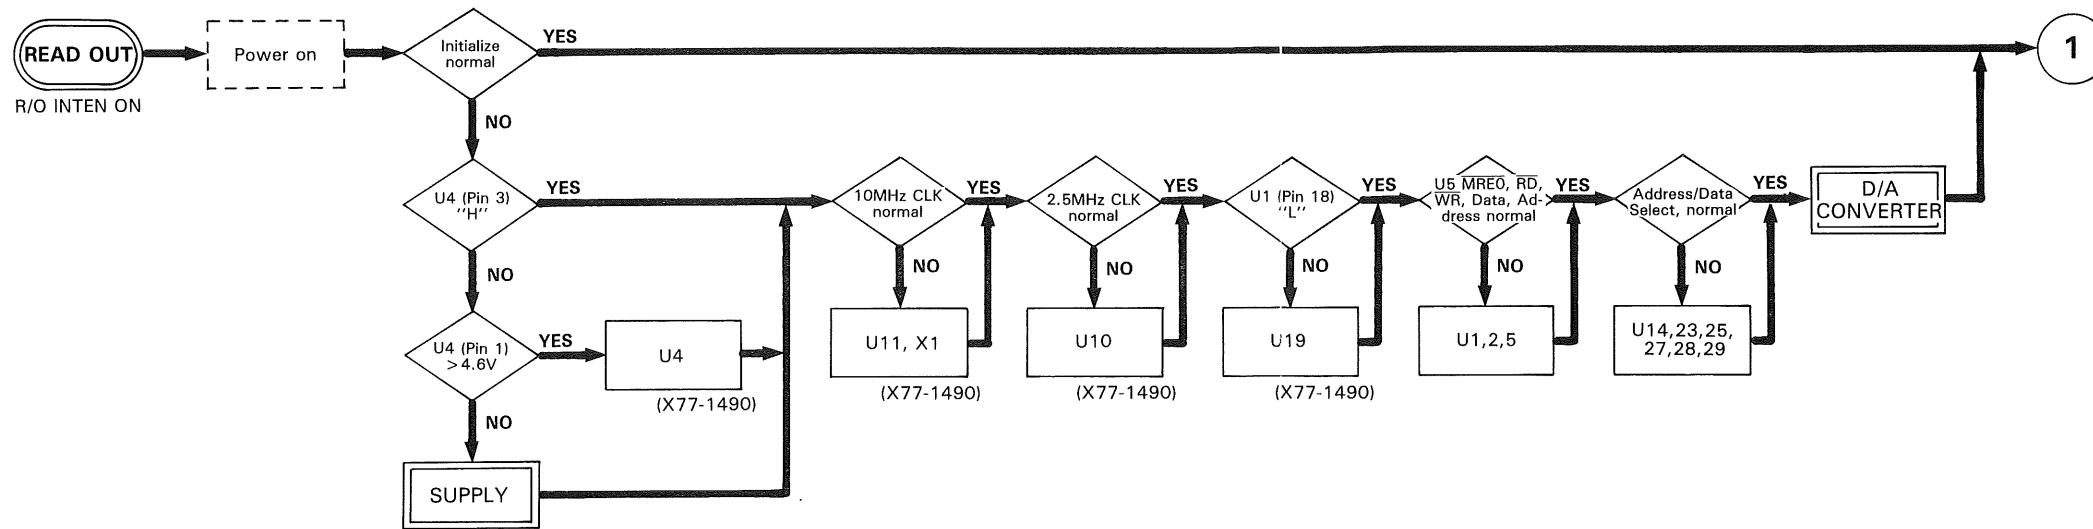 READ OUT
R/O INTEN ON
Power on
Initialize
normal
YES
1
NO
U4 (Pin 3)
"H"
YES
10MHz CLK
normal
YES
2.5MHz CLK
normal
YES
U1 (Pin 18)
"L"
YES
U5 MREQ, RD,
WR, Data, Ad-
dress normal
YES
Address/Data
Select, normal
YES
D/A
CONVERTER
NO
NO
NO
NO
NO
NO
U4 (Pin 1)
>4.6V
YES
U4
(X77-1490)
U11, X1
(X77-1490)
U10
(X77-1490)
U19
(X77-1490)
U1,2,5
U14,23,25,
27,28,29
NO
SUPPLY